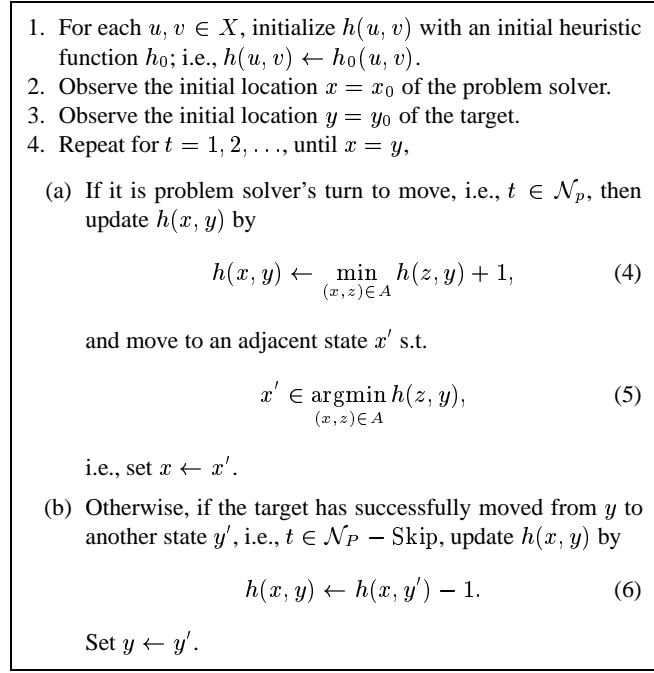 1. For each u, v ∈ X, initialize h(u, v) with an initial heuristic
function h₀; i.e., h(u, v) ← h₀(u, v).
2. Observe the initial location x = x₀ of the problem solver.
3. Observe the initial location y = y₀ of the target.
4. Repeat for t = 1, 2, . . ., until x = y,
(a) If it is problem solver's turn to move, i.e., t ∈ 𝒩ₚ, then
update h(x, y) by
h(x, y) ← min h(z, y) + 1, (4)
(x,z)∈A
and move to an adjacent state x′ s.t.
x′ ∈ argmin h(z, y), (5)
(x,z)∈A
i.e., set x ← x′.
(b) Otherwise, if the target has successfully moved from y to
another state y′, i.e., t ∈ 𝒩_P − Skip, update h(x, y) by
h(x, y) ← h(x, y′) − 1. (6)
Set y ← y′.